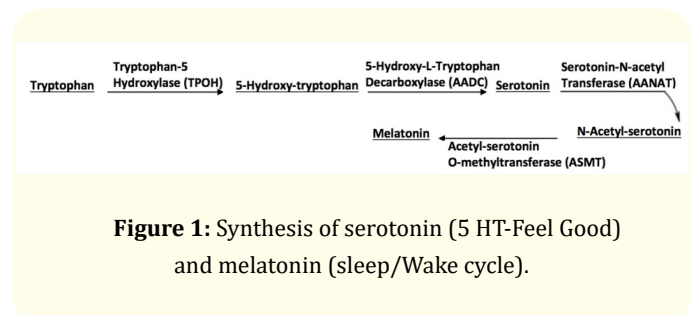 Tryptophan-5
Hydroxylase (TPOH)
5-Hydroxy-L-Tryptophan
Decarboxylase (AADC)
Serotonin-N-acetyl
Transferase (AANAT)
Tryptophan
5-Hydroxy-tryptophan
Serotonin
N-Acetyl-serotonin
Melatonin
Acetyl-serotonin
O-methyltransferase (ASMT)
Figure 1: Synthesis of serotonin (5 HT-Feel Good)
and melatonin (sleep/Wake cycle).